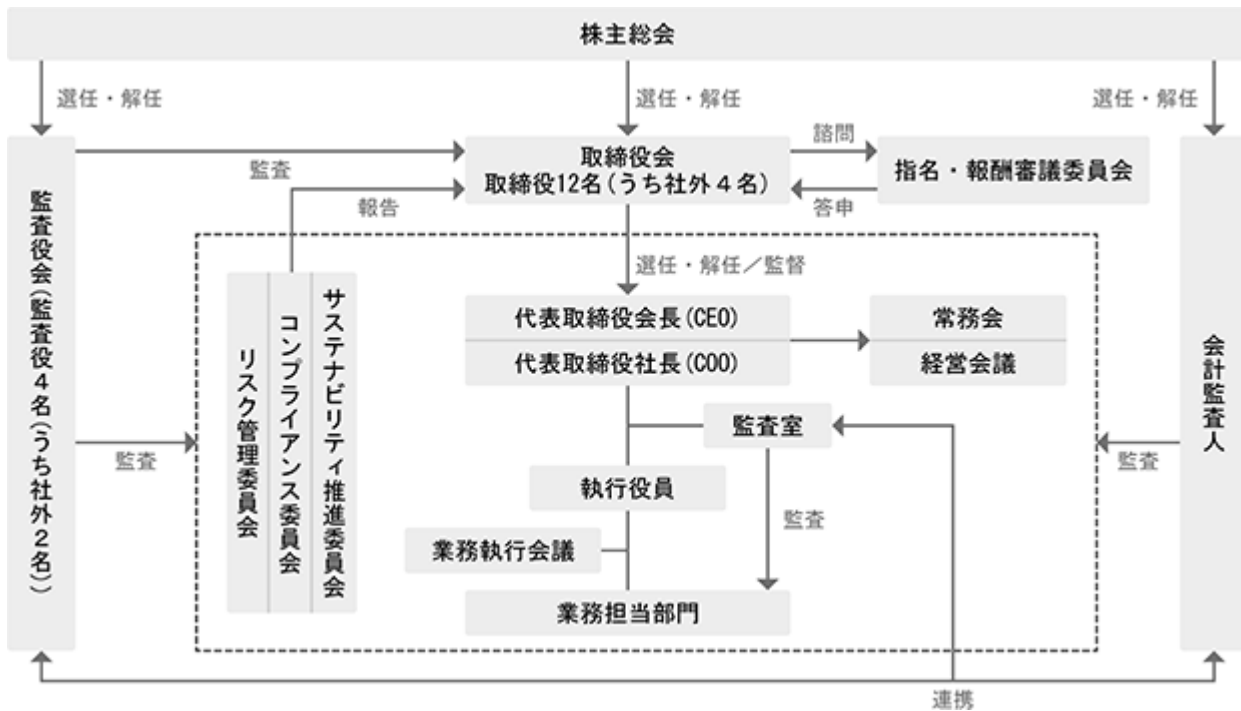 株主総会
選任・解任
選任・解任
選任・解任
監査役会(監査役4名(うち社外2名))
監査
報告
取締役会
取締役12名(うち社外4名)
諮問
答申
指名・報酬審議委員会
会計監査人
選任・解任／監督
サステナビリティ推進委員会
コンプライアンス委員会
リスク管理委員会
代表取締役会長(CEO)
代表取締役社長(COO)
常務会
経営会議
監査室
監査
監査
執行役員
監査
業務執行会議
業務担当部門
連携